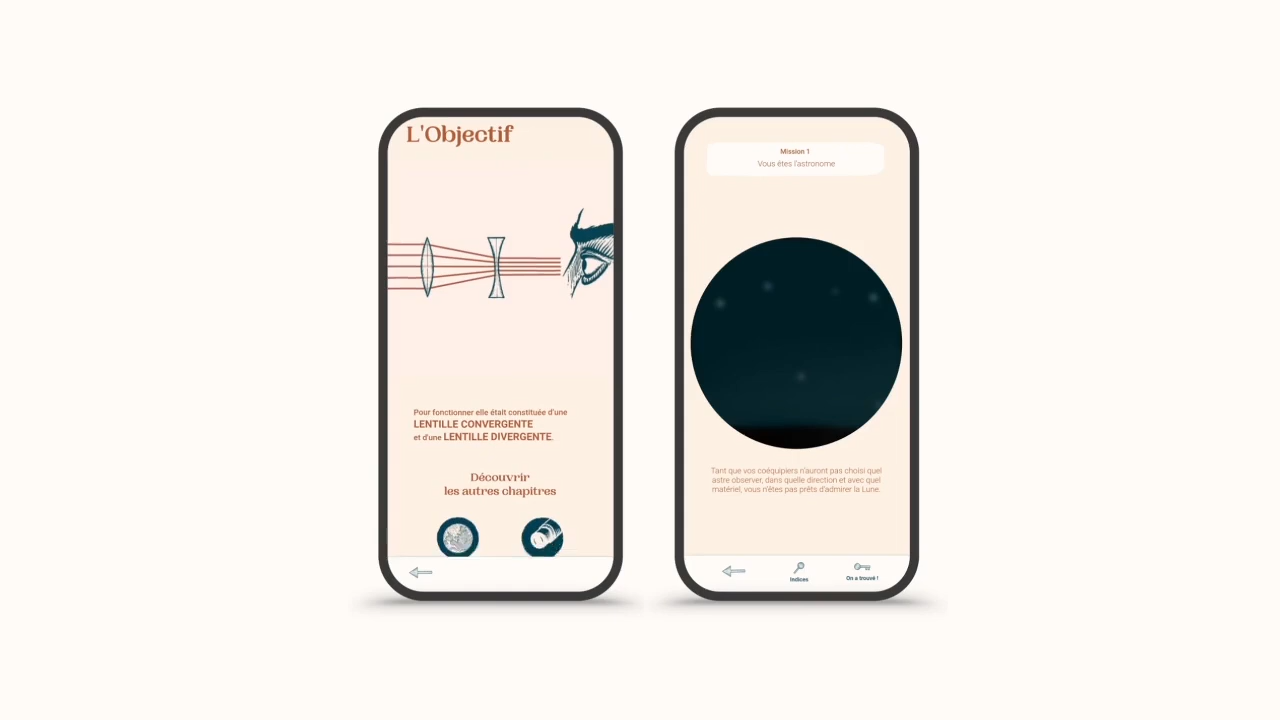 L'Objectif
Pour fonctionner elle était constituée d'une
LENTILLE CONVERGENTE
et d'une LENTILLE DIVERGENTE.
Découvrir
les autres chapitres
Mission 1
Vous êtes l'astronome
Tant que vos coéquipiers n'auront pas choisi quel
astre observer, dans quelle direction et avec quel
matériel, vous n'êtes pas prêts d'admirer la Lune.
Indices
On a trouvé !